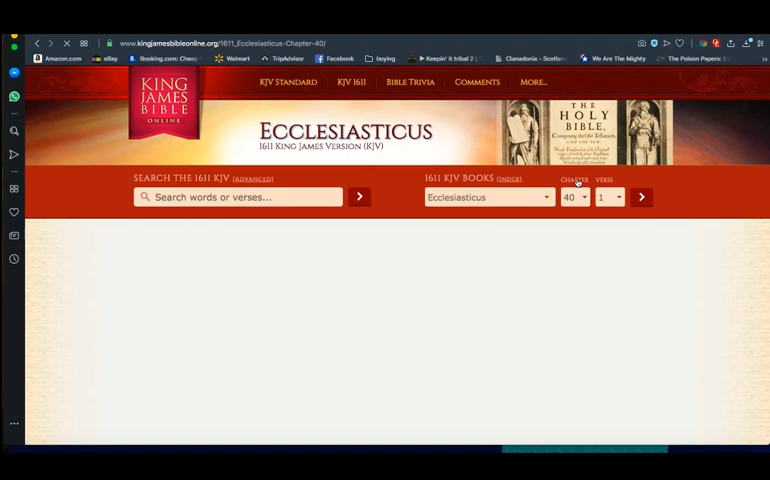 www.kingjamesbibleonline.org/1611_Ecclesiasticus-Chapter-40/
Amazon.com eBay Booking.com: Cheap Walmart TripAdvisor Facebook buying Keepin' it tribal 2 | Clanadonia - Scotlan We Are The Mighty The Poison Papers: E
KING JAMES BIBLE ONLINE
KJV STANDARD KJV 1611 BIBLE TRIVIA COMMENTS MORE...
ECCLESIASTICUS
1611 KING JAMES VERSION (KJV)
THE
HOLY
BIBLE,
SEARCH THE 1611 KJV (ADVANCED) 1611 KJV BOOKS (INDEX) CHAPTER VERSE
Search words or verses... Ecclesiasticus 40 1